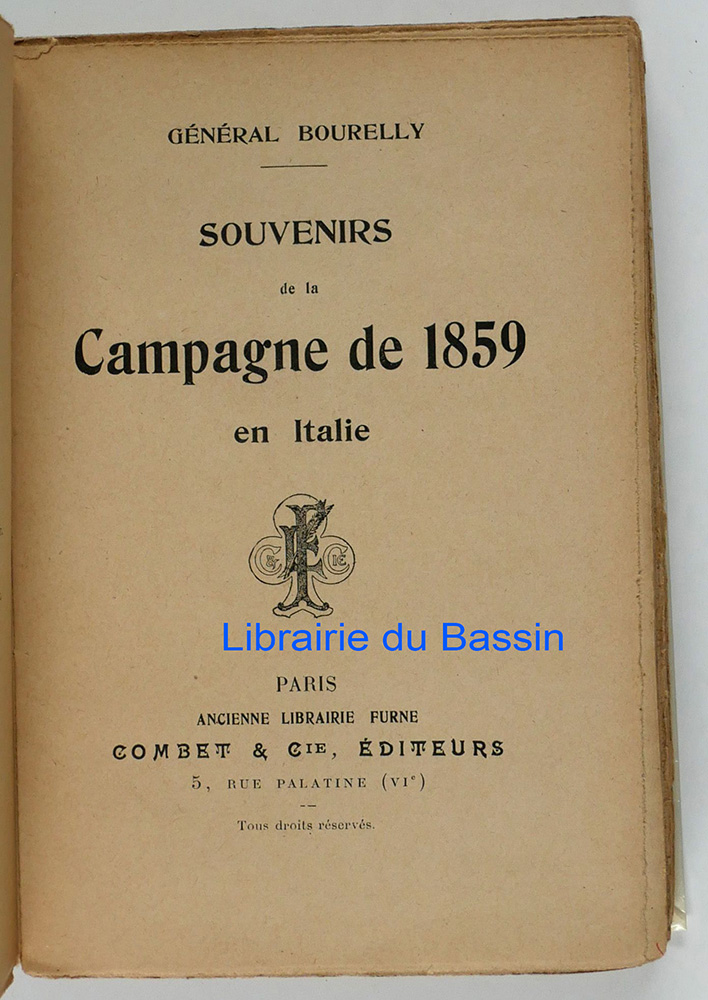 GÉNÉRAL BOURELLY
SOUVENIRS
de la
Campagne de 1859
en Italie
C & F CIE
Librairie du Bassin
PARIS
ANCIENNE LIBRAIRIE FURNE
COMBET & CIE, ÉDITEURS
5, RUE PALATINE (VIe)
Tous droits réservés.